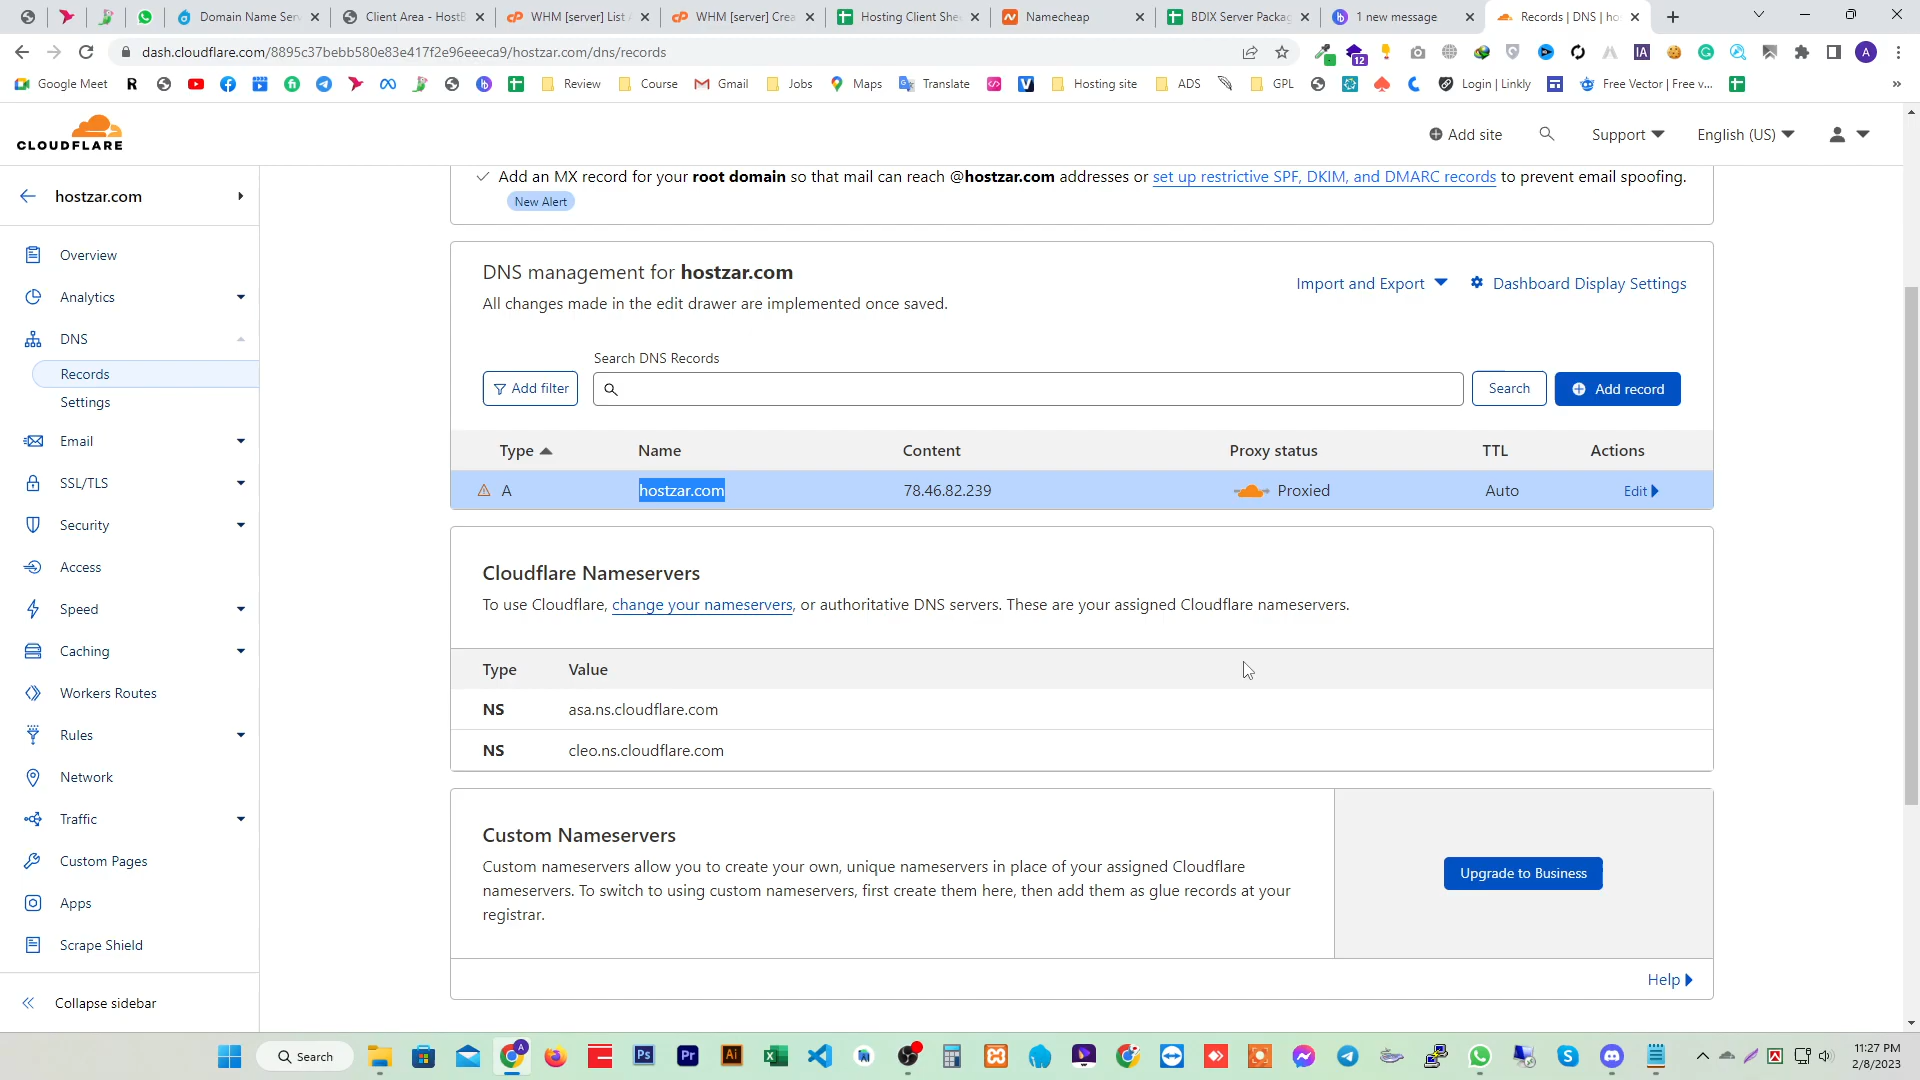 Domain Name Ser
Client Area - HostB
WHM [server] List A
WHM [server] Crea
Hosting Client She
Namecheap
BDIX Server Packag
1 new message
Records | DNS | hos
dash.cloudflare.com/8895c37bebb580e83e417f2e96eeeca9/hostzar.com/dns/records
12
IA
A
Google Meet
R
Review
Course
Gmail
Jobs
Maps
Translate
Hosting site
ADS
GPL
Login | Linkly
Free Vector | Free v...
CLOUDFLARE
Add site
Support
English (US)
hostzar.com
Overview
Analytics
DNS
Records
Settings
Email
SSL/TLS
Security
Access
Speed
Caching
Workers Routes
Rules
Network
Traffic
Custom Pages
Apps
Scrape Shield
Collapse sidebar
Add an MX record for your root domain so that mail can reach @hostzar.com addresses or set up restrictive SPF, DKIM, and DMARC records to prevent email spoofing.
New Alert
DNS management for hostzar.com
All changes made in the edit drawer are implemented once saved.
Import and Export
Dashboard Display Settings
Search DNS Records
Add filter
Search
Add record
Type Name Content Proxy status TTL Actions
A hostzar.com 78.46.82.239 Proxied Auto Edit
Cloudflare Nameservers
To use Cloudflare, change your nameservers, or authoritative DNS servers. These are your assigned Cloudflare nameservers.
Type Value
NS asa.ns.cloudflare.com
NS cleo.ns.cloudflare.com
Custom Nameservers
Custom nameservers allow you to create your own, unique nameservers in place of your assigned Cloudflare
nameservers. To switch to using custom nameservers, first create them here, then add them as glue records at your
registrar.
Upgrade to Business
Help
Search
A
Ps
Pr
Ai
11:27 PM
2/8/2023